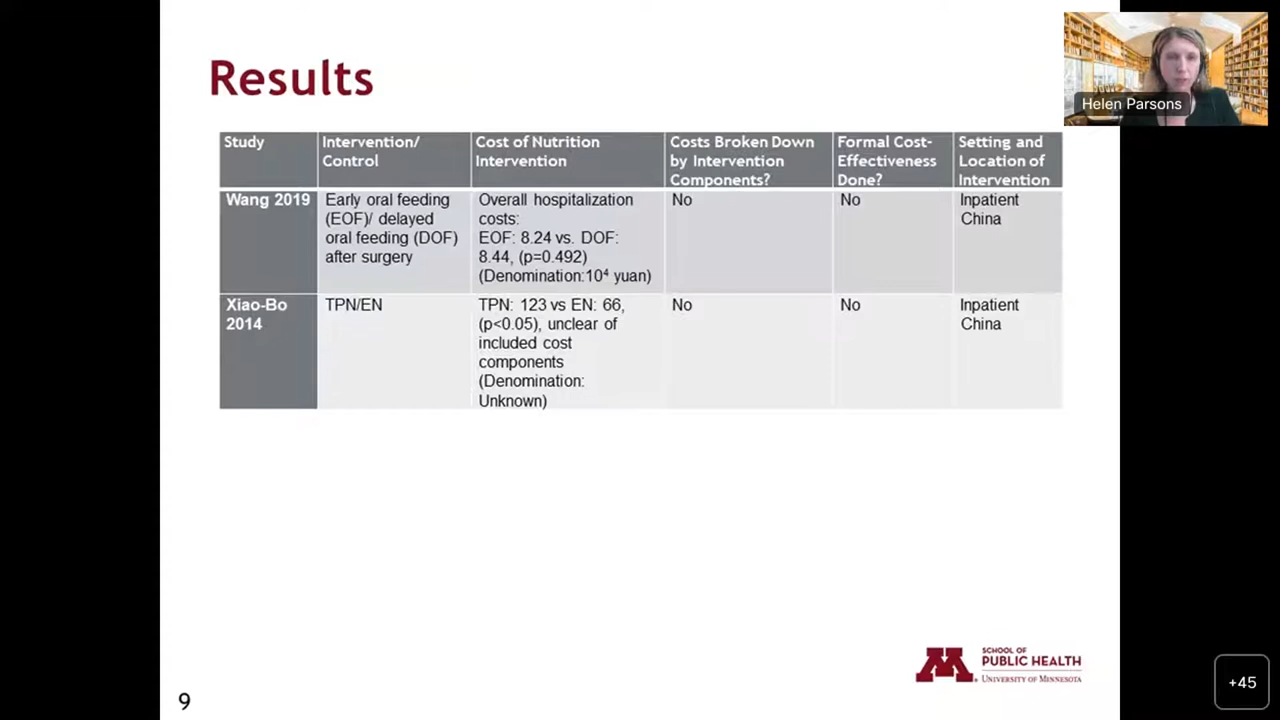 Results
Helen Parsons
Study
Intervention/
Control
Cost of Nutrition
Intervention
Costs Broken Down
by Intervention
Components?
Formal Cost-
Effectiveness
Done?
Setting and
Location of
Intervention
Wang 2019
Early oral feeding
(EOF)/ delayed
oral feeding (DOF)
after surgery
Overall hospitalization
costs:
EOF: 8.24 vs. DOF:
8.44, (p=0.492)
(Denomination:10⁴ yuan)
No
No
Inpatient
China
Xiao-Bo
2014
TPN/EN
TPN: 123 vs EN: 66,
(p<0.05), unclear of
included cost
components
(Denomination:
Unknown)
No
No
Inpatient
China
SCHOOL OF
PUBLIC HEALTH
UNIVERSITY OF MINNESOTA
9
+45